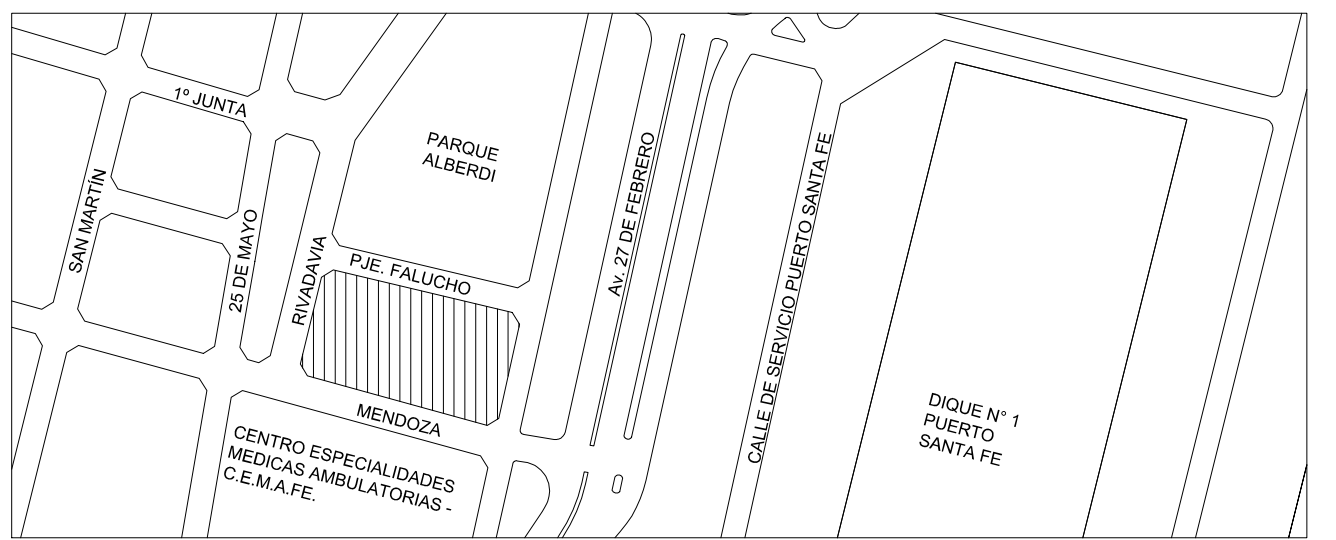 1º JUNTA
PARQUE
ALBERDI
SAN MARTÍN
25 DE MAYO
RIVADAVIA
PJE. FALUCHO
Av. 27 DE FEBRERO
CALLE DE SERVICIO PUERTO SANTA FE
MENDOZA
DIQUE N° 1
PUERTO
SANTA FE
CENTRO ESPECIALIDADES
MEDICAS AMBULATORIAS -
C.E.M.A.FE.